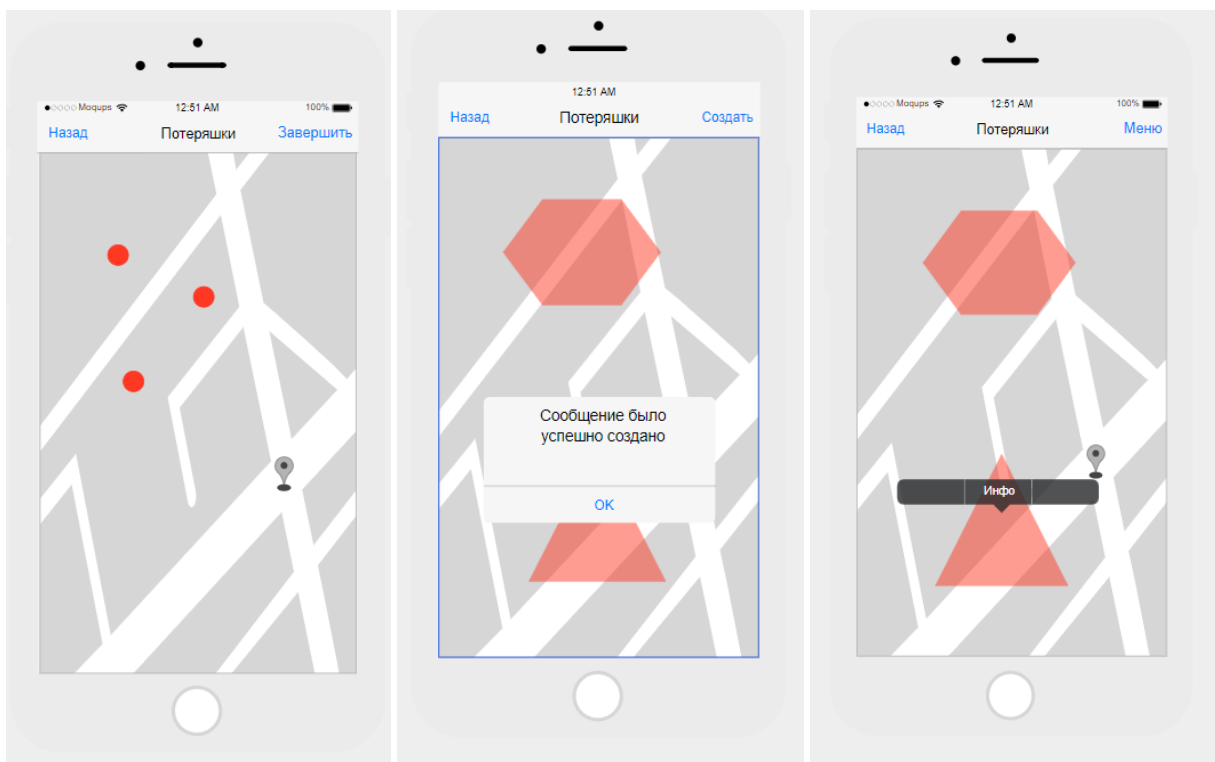 Moqups 12:51 AM 100%
Назад Потеряшки Завершить
12:51 AM
Назад Потеряшки Создать
Сообщение было
успешно создано
OK
Moqups 12:51 AM 100%
Назад Потеряшки Меню
Инфо